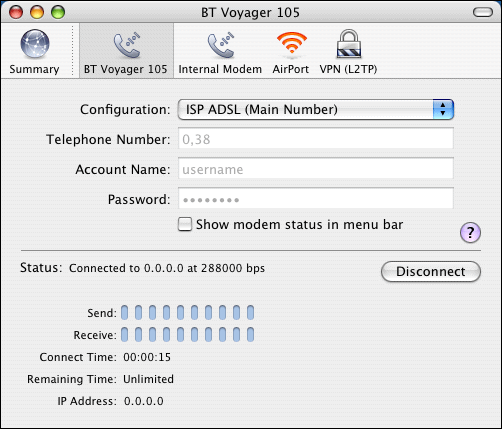 BT Voyager 105
Summary BT Voyager 105 Internal Modem AirPort VPN (L2TP)
Configuration: ISP ADSL (Main Number)
Telephone Number: 0,38
Account Name: username
Password: ••••••••
Show modem status in menu bar
?
Status: Connected to 0.0.0.0 at 288000 bps Disconnect
Send:
Receive:
Connect Time: 00:00:15
Remaining Time: Unlimited
IP Address: 0.0.0.0